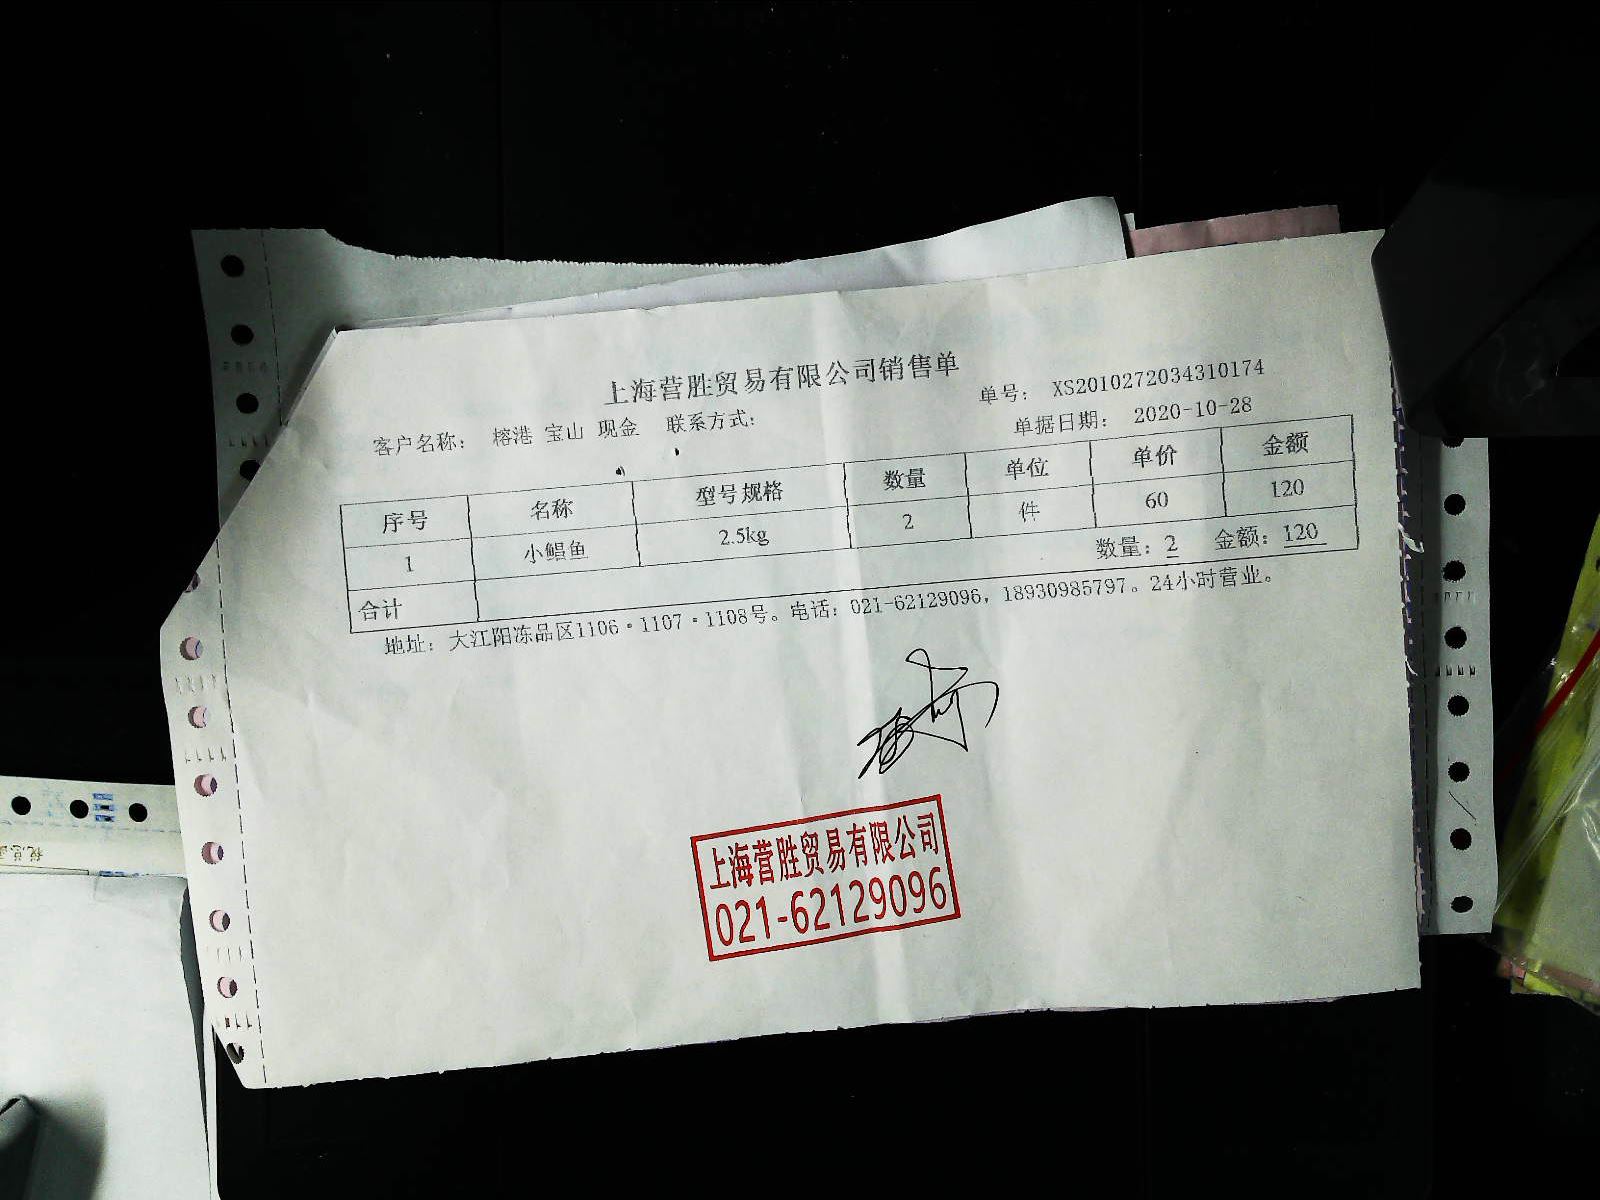 上海营胜贸易有限公司销售单
客户名称： 榕港 宝山 现金 联系方式： 单号： XS2010272034310174
单据日期： 2020-10-28
序号 名称 型号规格 数量 单位 单价 金额
1 小鲳鱼 2.5kg 2 件 60 120
合计 数量：2 金额：120
地址： 大江阳冻品区1106·1107·1108号。电话：021-62129096，18930985797。24小时营业。
上海营胜贸易有限公司
021-62129096